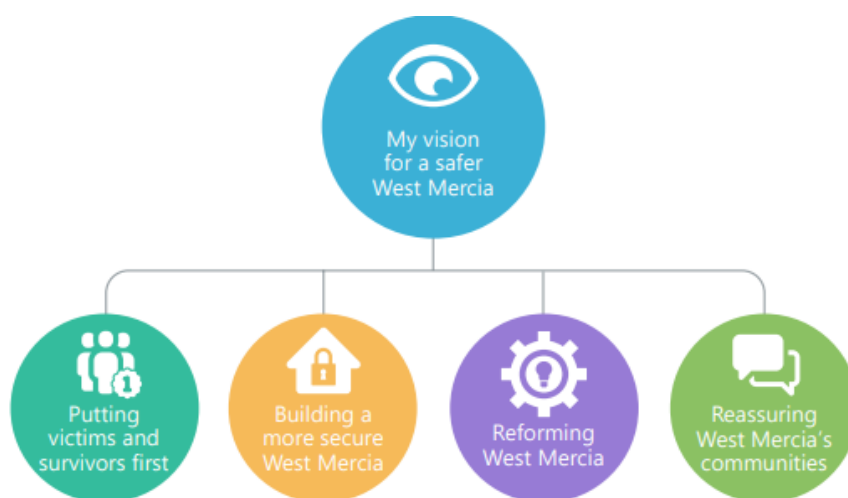 My vision
for a safer
West Mercia
1
Putting
victims and
survivors first
Building a
more secure
West Mercia
Reforming
West Mercia
Reassuring
West Mercia's
communities